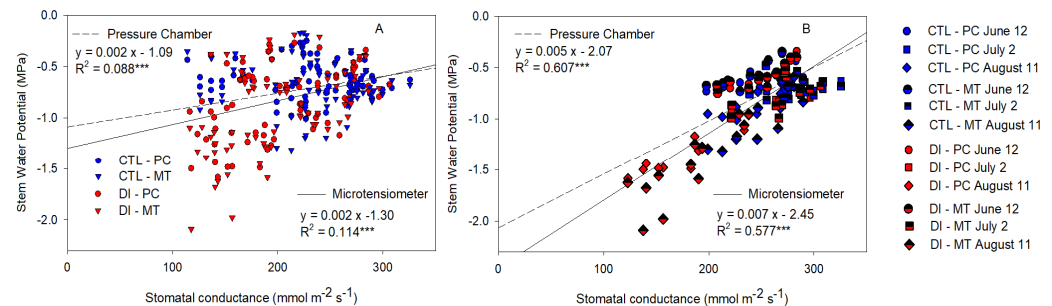 A
Pressure Chamber
y = 0.002 x - 1.09
R² = 0.088***
CTL - PC
CTL - MT
DI - PC
DI - MT
Microtensiometer
y = 0.002 x -1.30
R² = 0.114***
0.0
-0.5
-1.0
-1.5
-2.0
Stem Water Potential (MPa)
0
100
200
300
Stomatal conductance (mmol m⁻² s⁻¹)
B
Pressure Chamber
y = 0.005 x - 2.07
R² = 0.607***
Microtensiometer
y = 0.007 x - 2.45
R² = 0.577***
0.0
-0.5
-1.0
-1.5
-2.0
Stem Water Potential (MPa)
0
100
200
300
Stomatal conductance (mmol m⁻² s⁻¹)
CTL - PC June 12
CTL - PC July 2
CTL - PC August 11
CTL - MT June 12
CTL - MT July 2
CTL - MT August 11
DI - PC June 12
DI - PC July 2
DI - PC August 11
DI - MT June 12
DI - MT July 2
DI - MT August 11